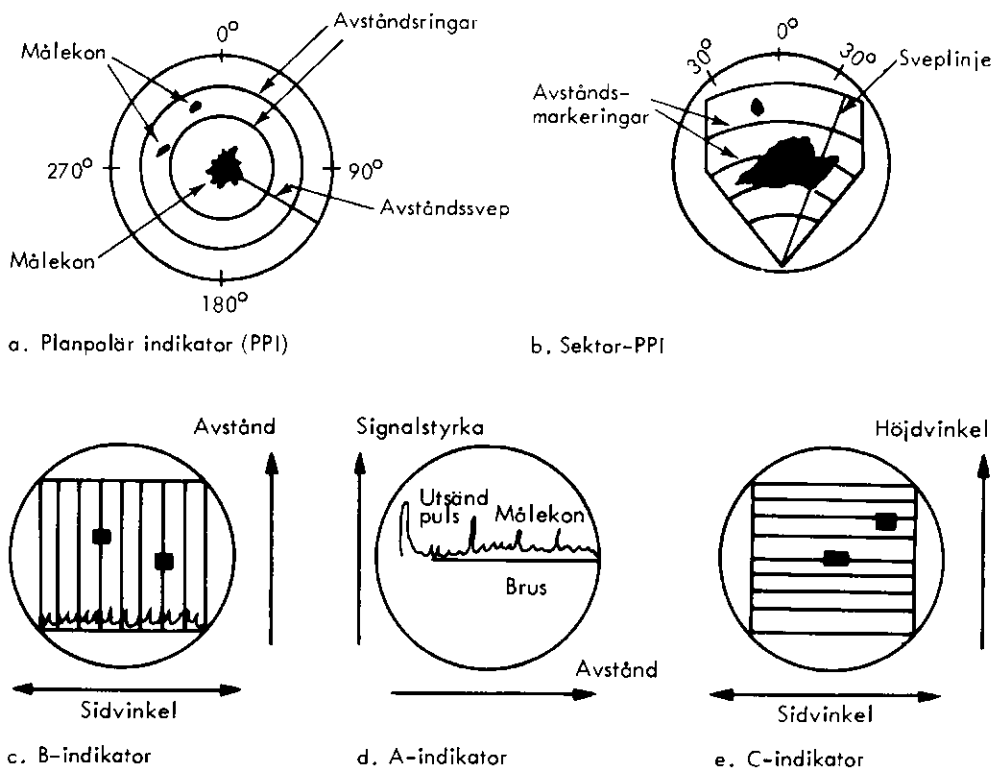 0°
Avståndsringar
Målekon
270°
90°
Avståndssvep
Målekon
180°
a. Planpolär indikator (PPI)
30°
0°
30°
Sveplinje
Avstånds-
markeringar
b. Sektor-PPI
Avstånd
Sidvinkel
c. B-indikator
Signalstyrka
Utsänd
puls
Målekon
Brus
Avstånd
d. A-indikator
Höjdvinkel
Sidvinkel
e. C-indikator